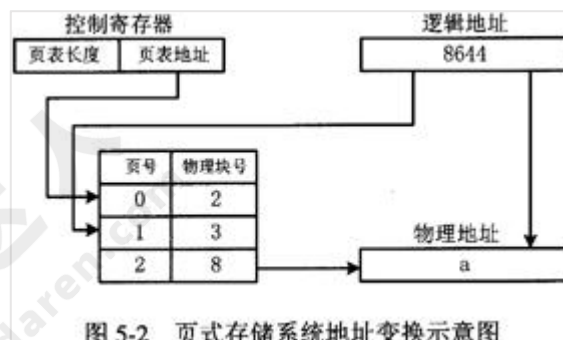 控制寄存器
逻辑地址
页表长度 页表地址
8644
页号 物理块号
0 2
1 3
2 8
物理地址
a
图 5-2 页式存储系统地址变换示意图
daren.com